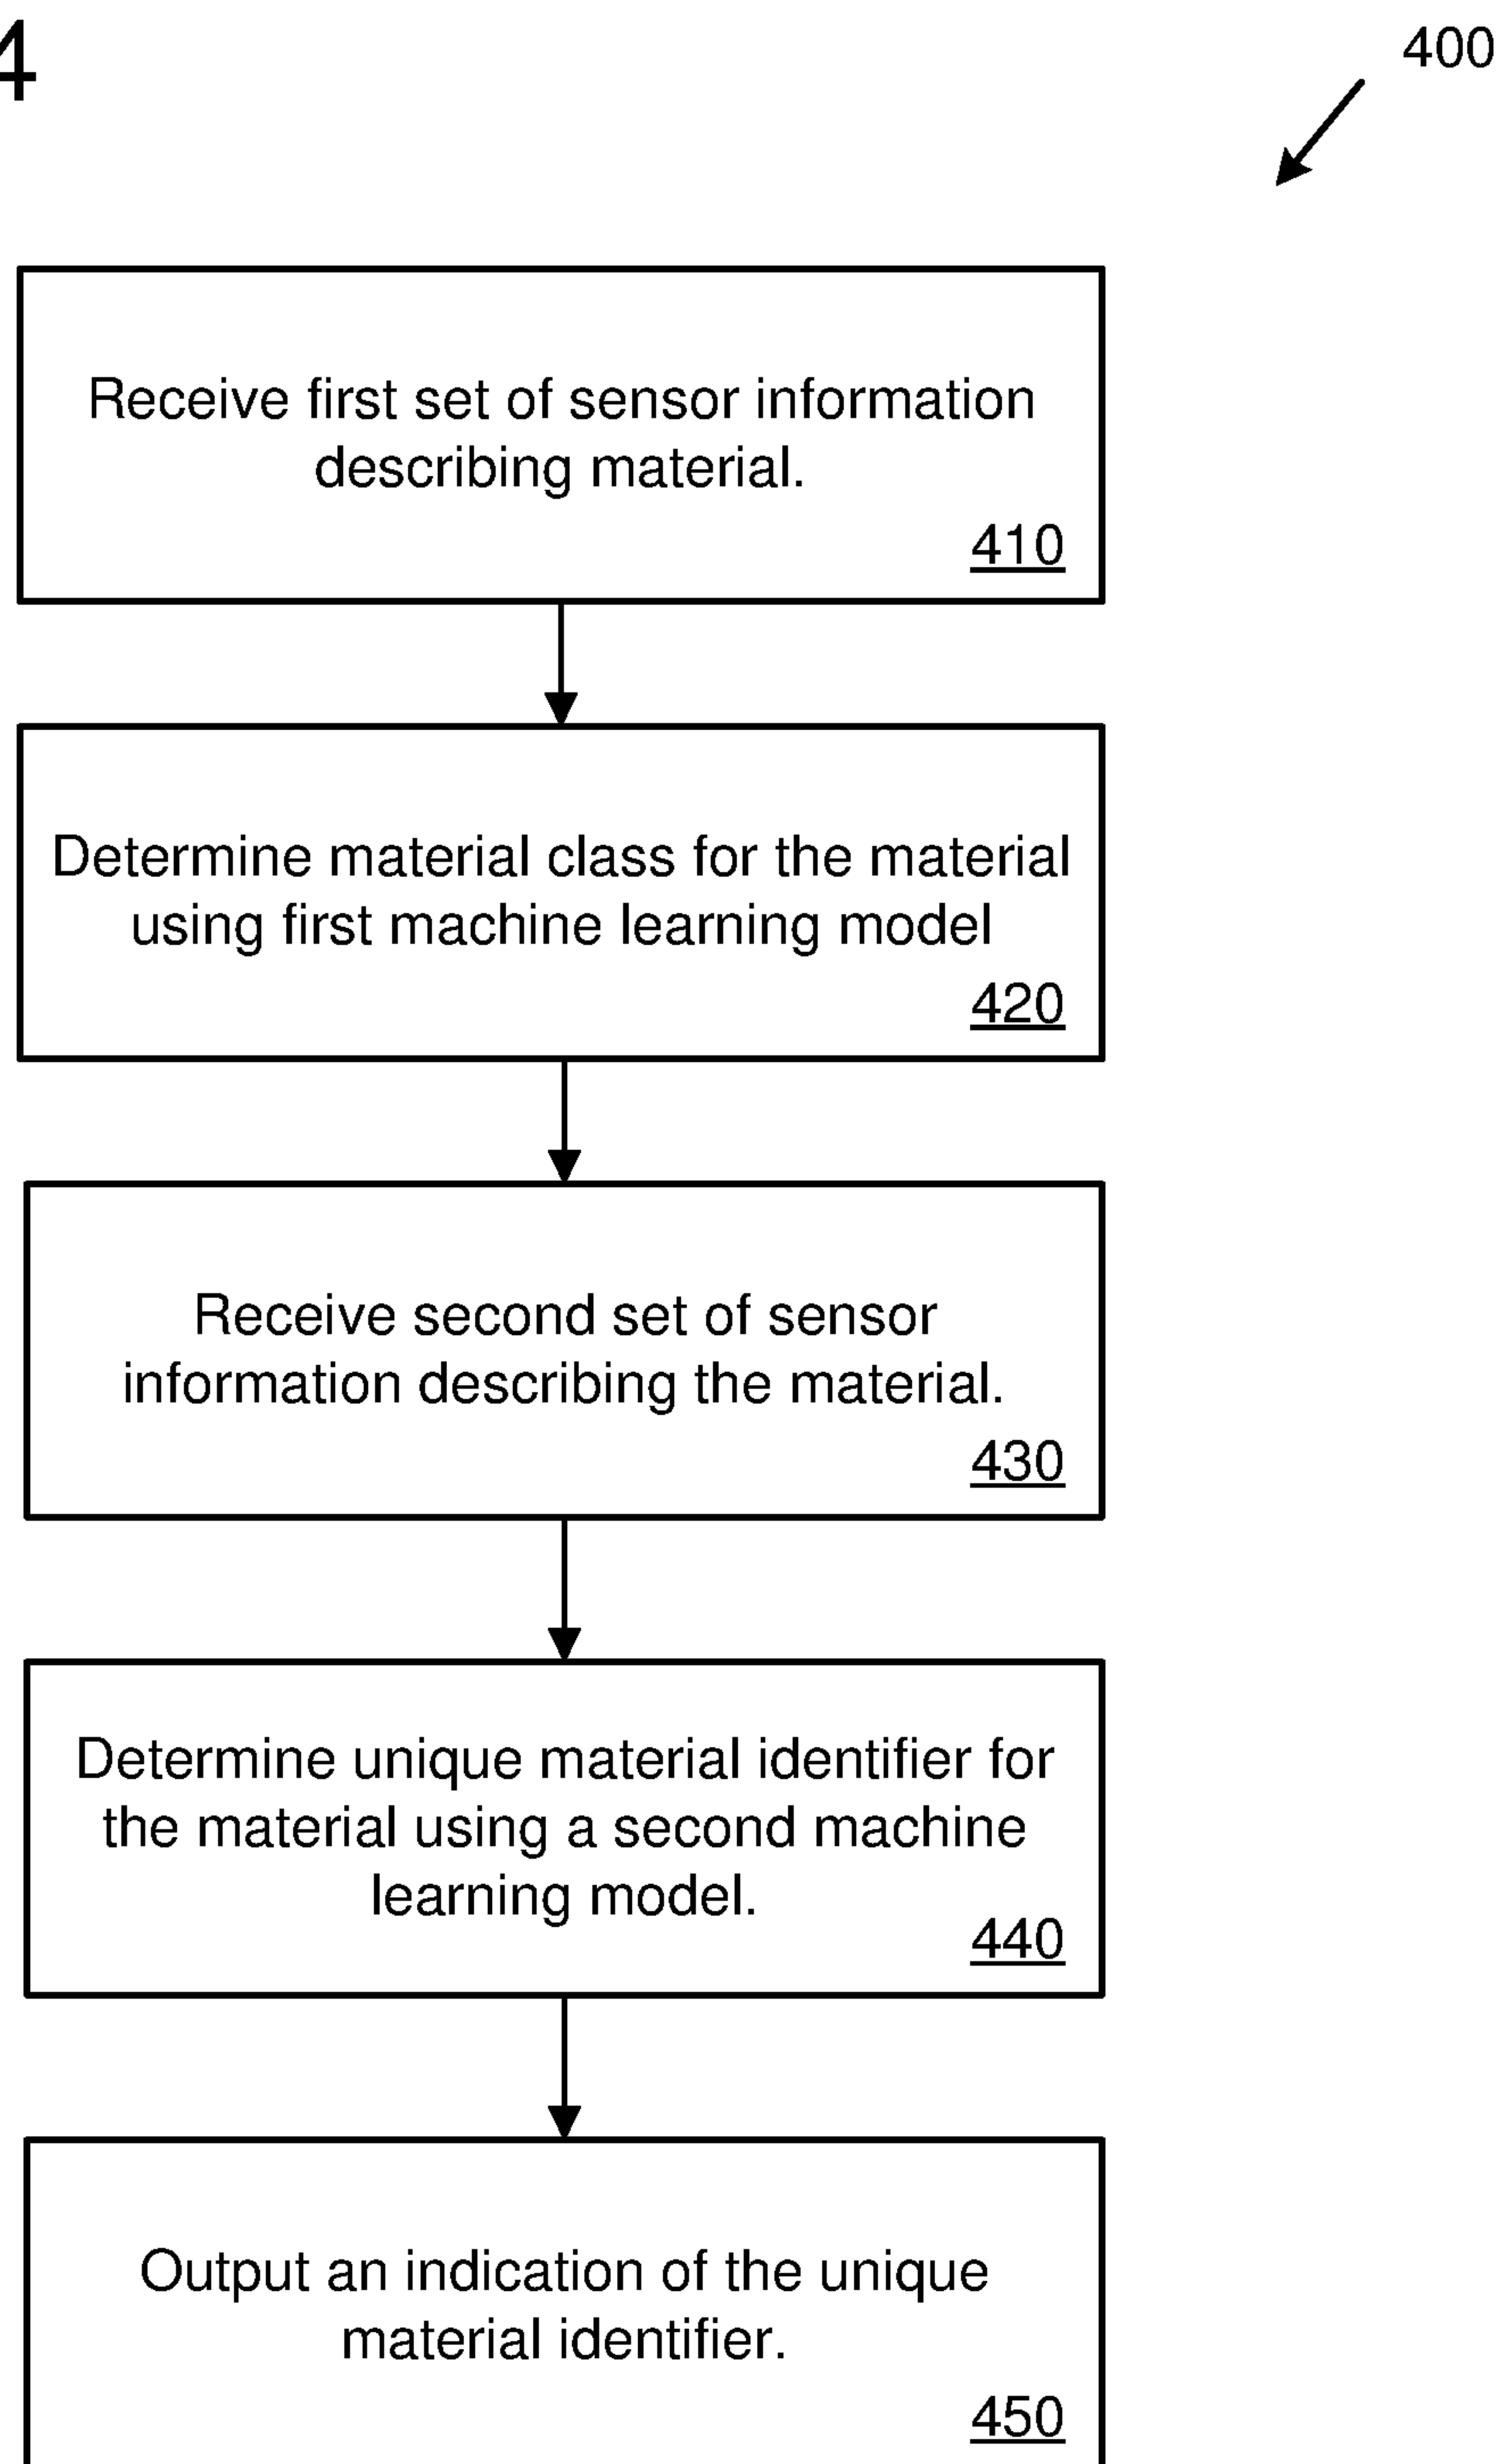 4
400
Receive first set of sensor information
describing material.
410
Determine material class for the material
using first machine learning model
420
Receive second set of sensor
information describing the material.
430
Determine unique material identifier for
the material using a second machine
learning model.
440
Output an indication of the unique
material identifier.
450